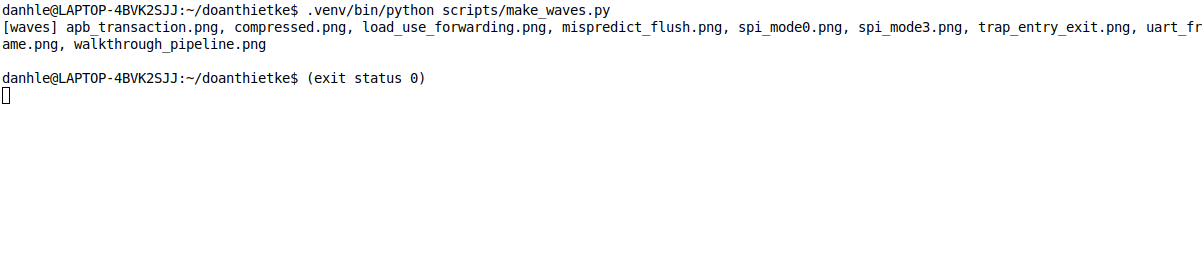 danhle@LAPTOP-4BVK2SJJ:~/doanthietke$ .venv/bin/python scripts/make_waves.py
[waves] apb_transaction.png, compressed.png, load_use_forwarding.png, mispredict_flush.png, spi_mode0.png, spi_mode3.png, trap_entry_exit.png, uart_fr
ame.png, walkthrough_pipeline.png
danhle@LAPTOP-4BVK2SJJ:~/doanthietke$ (exit status 0)